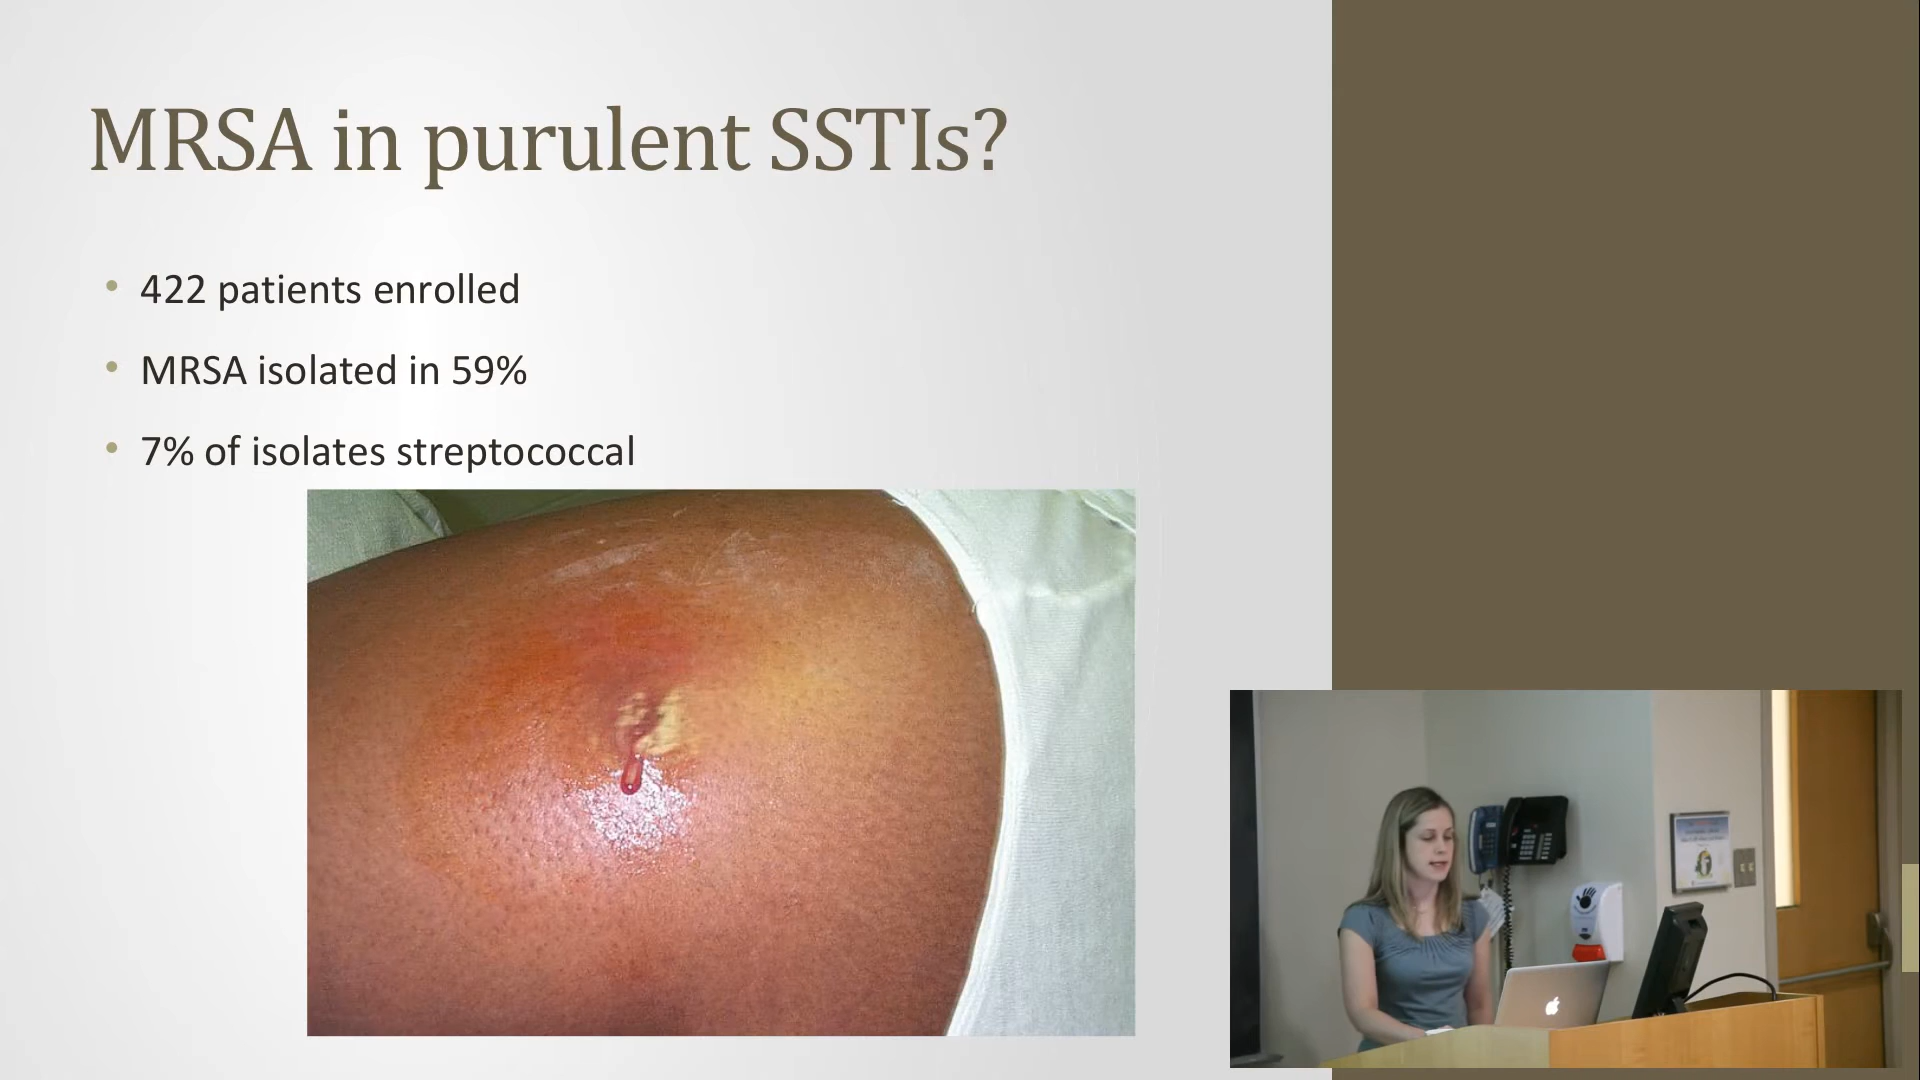 MRSA in purulent SSTIs?
• 422 patients enrolled
• MRSA isolated in 59%
• 7% of isolates streptococcal